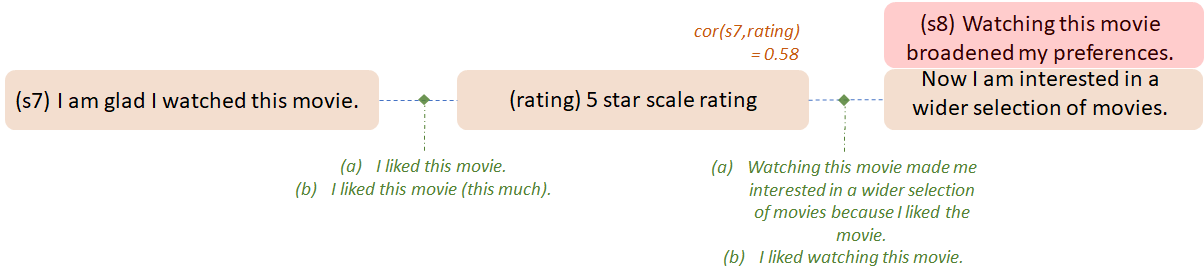 (s7) I am glad I watched this movie.
(a) I liked this movie.
(b) I liked this movie (this much).
cor(s7,rating)
= 0.58
(rating) 5 star scale rating
(a) Watching this movie made me
interested in a wider selection
of movies because I liked the
movie.
(b) I liked watching this movie.
(s8) Watching this movie
broadened my preferences.
Now I am interested in a
wider selection of movies.